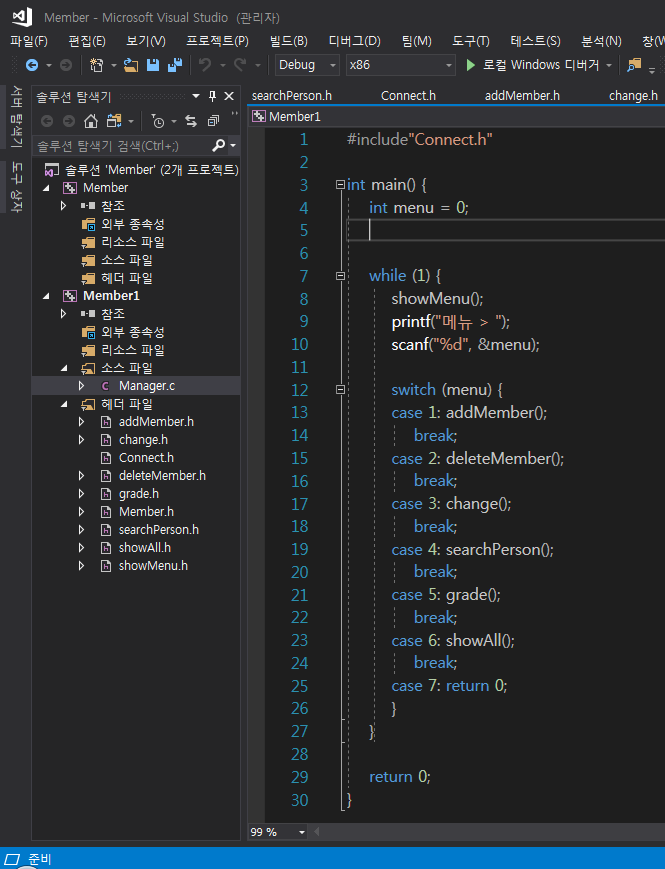 Member - Microsoft Visual Studio (관리자)
파일(F) 편집(E) 보기(V) 프로젝트(P) 빌드(B) 디버그(D) 팀(M) 도구(T) 테스트(S) 분석(N) 창(W
Debug x86 로컬 Windows 디버거
서버 탐색기
도구 상자
솔루션 탐색기
솔루션 탐색기 검색(Ctrl+;)
솔루션 'Member' (2개 프로젝트)
Member
참조
외부 종속성
리소스 파일
소스 파일
헤더 파일
Member1
참조
외부 종속성
리소스 파일
소스 파일
Manager.c
헤더 파일
addMember.h
change.h
Connect.h
deleteMember.h
grade.h
Member.h
searchPerson.h
showAll.h
showMenu.h
searchPerson.h Connect.h addMember.h change.h
Member1
1 #include"Connect.h"
2
3 int main() {
4 int menu = 0;
5
6
7 while (1) {
8 showMenu();
9 printf("메뉴 > ");
10 scanf("%d", &menu);
11
12 switch (menu) {
13 case 1: addMember();
14 break;
15 case 2: deleteMember();
16 break;
17 case 3: change();
18 break;
19 case 4: searchPerson();
20 break;
21 case 5: grade();
22 break;
23 case 6: showAll();
24 break;
25 case 7: return 0;
26 }
27 }
28
29 return 0;
30 }
99 %
준비